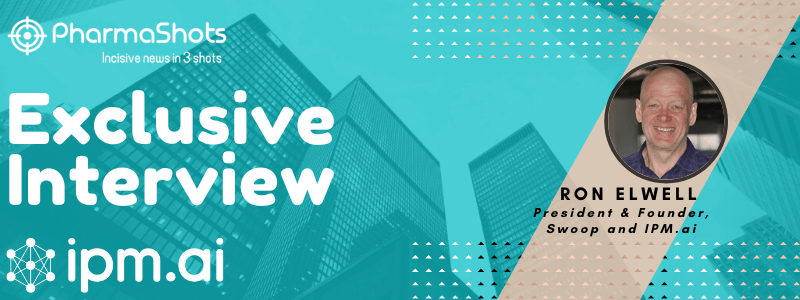 PharmaShots
Incisive news in 3 shots
Exclusive
Interview
ipm.ai
RON ELWELL
President & Founder,
Swoop and IPM.ai